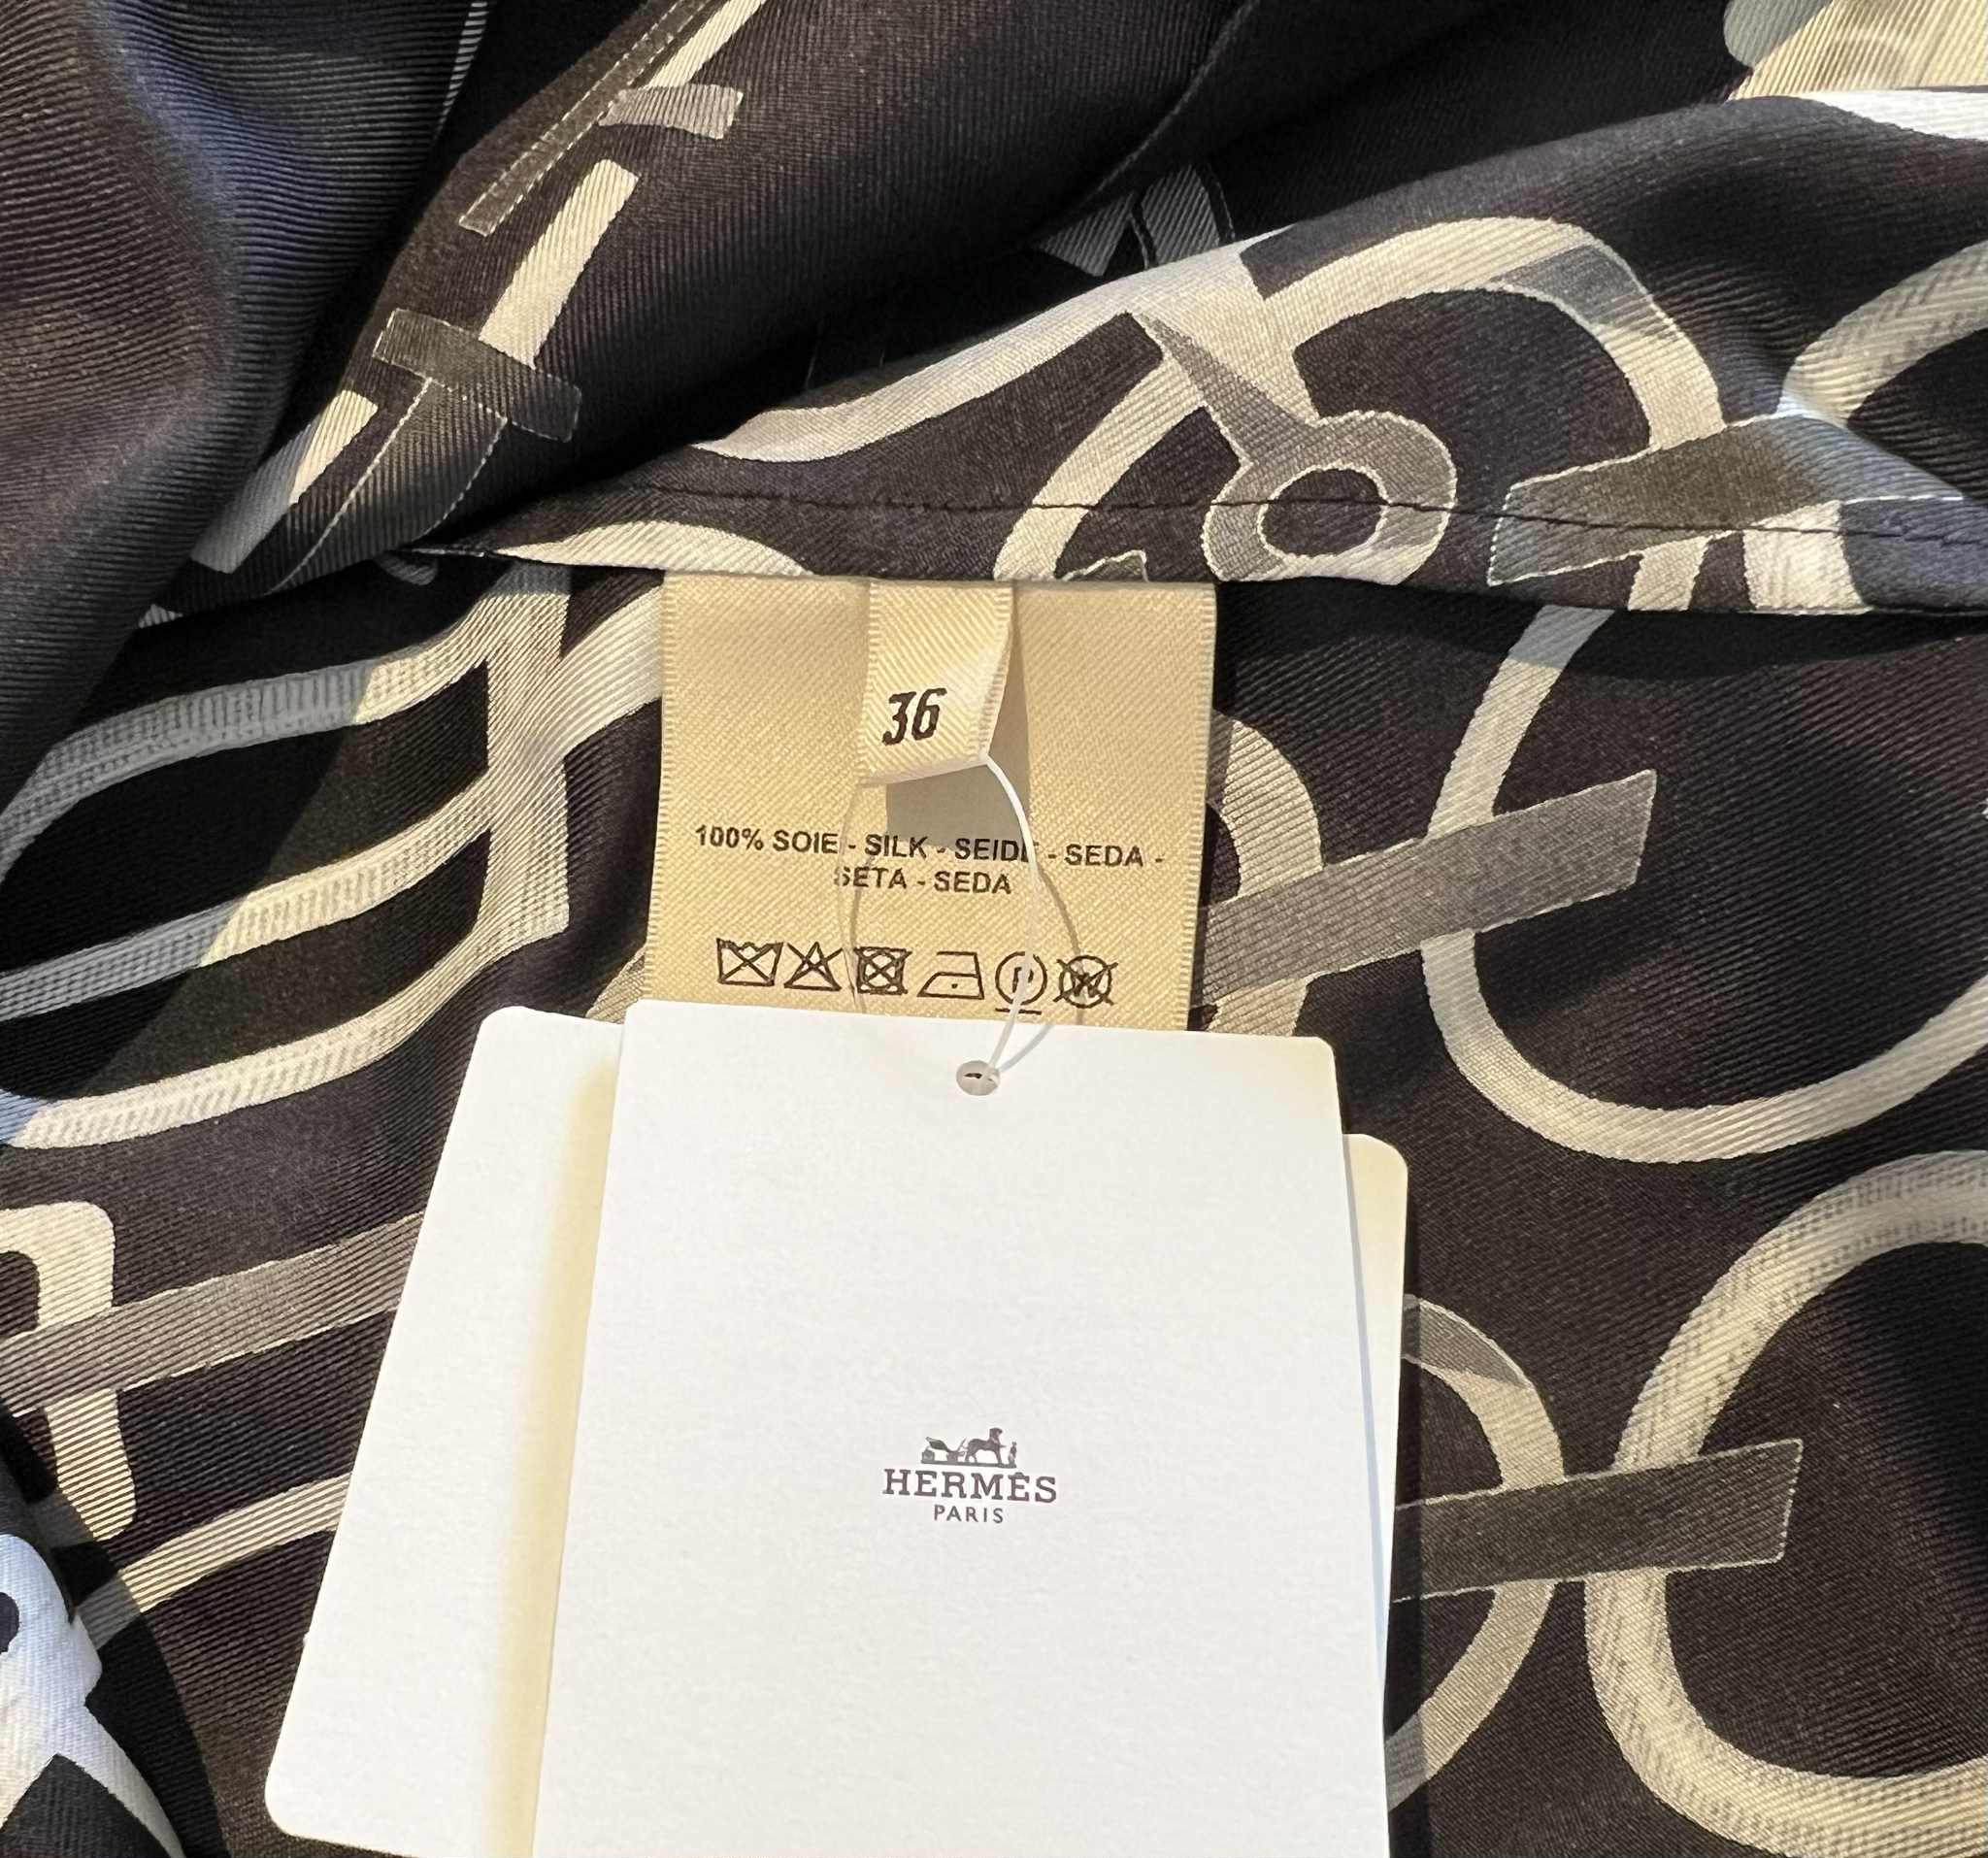 36
100% SOIE - SILK - SEIDE - SEDA -
SETA - SEDA
P W
HERMÈS
PARIS